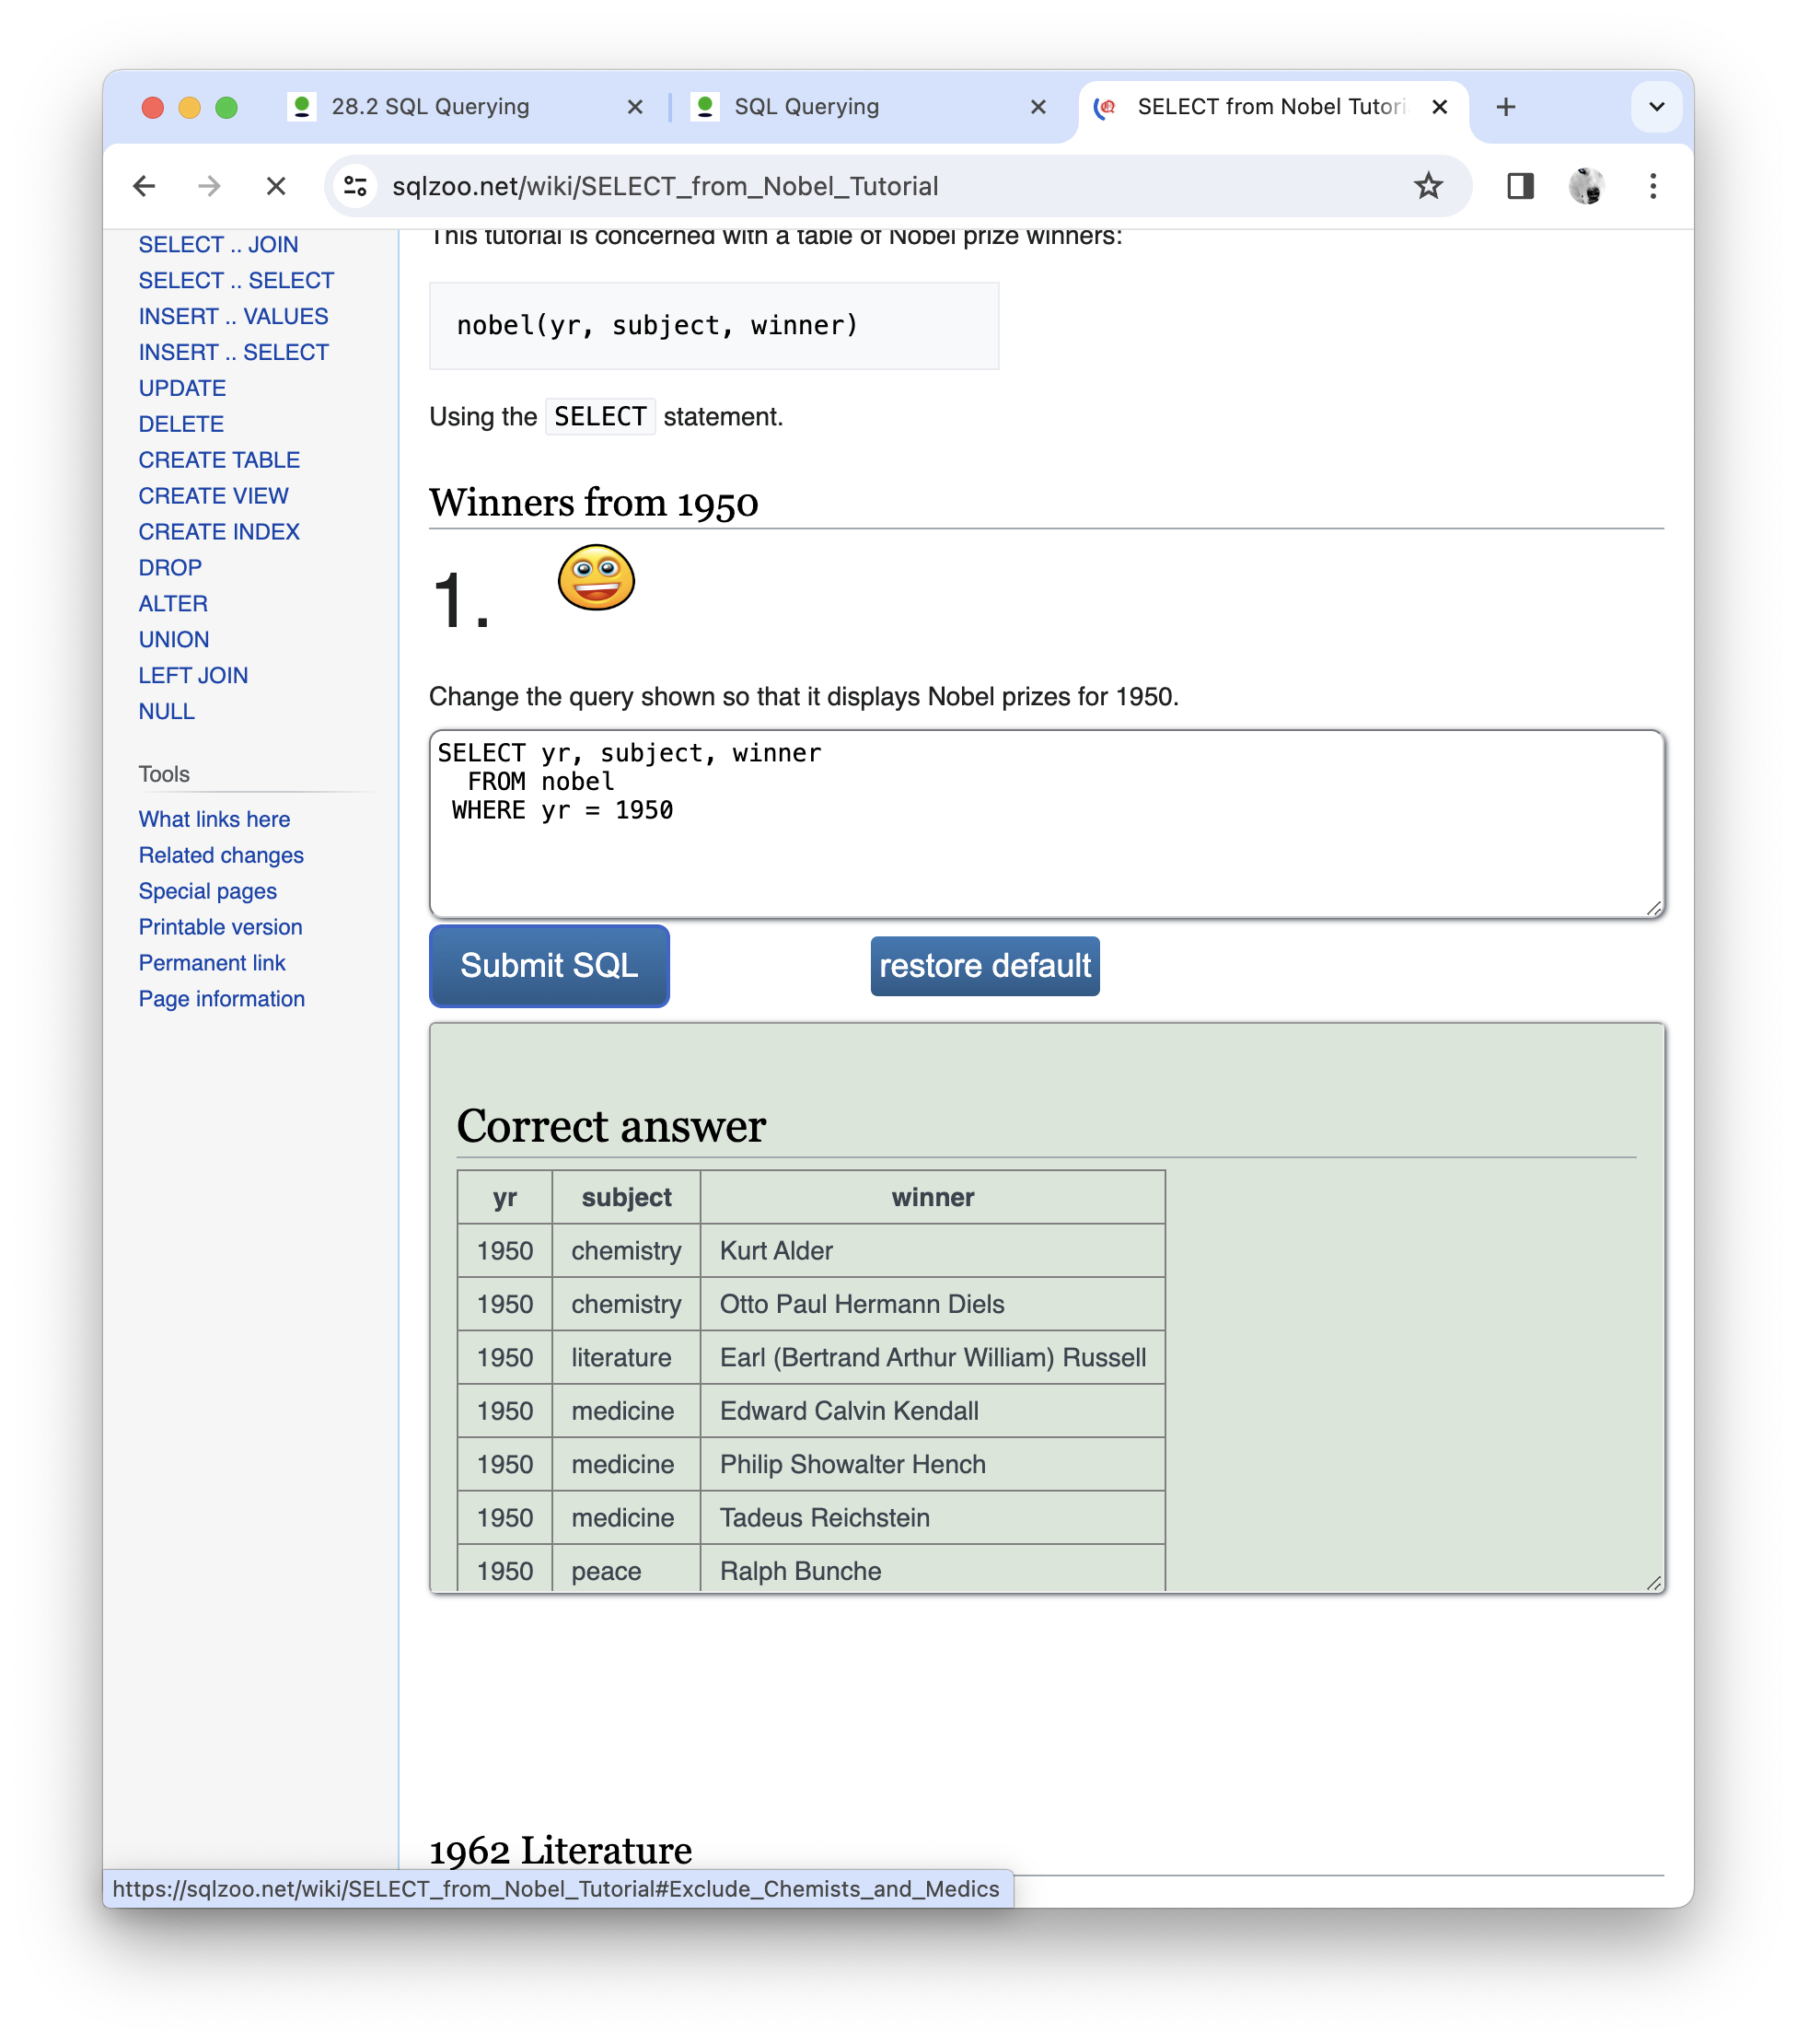 28.2 SQL Querying
SQL Querying
SELECT from Nobel Tutori
sqlzoo.net/wiki/SELECT_from_Nobel_Tutorial
SELECT .. JOIN
SELECT .. SELECT
INSERT .. VALUES
INSERT .. SELECT
UPDATE
DELETE
CREATE TABLE
CREATE VIEW
CREATE INDEX
DROP
ALTER
UNION
LEFT JOIN
NULL
Tools
What links here
Related changes
Special pages
Printable version
Permanent link
Page information
This tutorial is concerned with a table of Nobel prize winners:
nobel(yr, subject, winner)
Using the SELECT statement.
Winners from 1950
1.
Change the query shown so that it displays Nobel prizes for 1950.
SELECT yr, subject, winner
FROM nobel
WHERE yr = 1950
Submit SQL restore default
Correct answer
yr subject winner
1950 chemistry Kurt Alder
1950 chemistry Otto Paul Hermann Diels
1950 literature Earl (Bertrand Arthur William) Russell
1950 medicine Edward Calvin Kendall
1950 medicine Philip Showalter Hench
1950 medicine Tadeus Reichstein
1950 peace Ralph Bunche
1962 Literature
https://sqlzoo.net/wiki/SELECT_from_Nobel_Tutorial#Exclude_Chemists_and_Medics